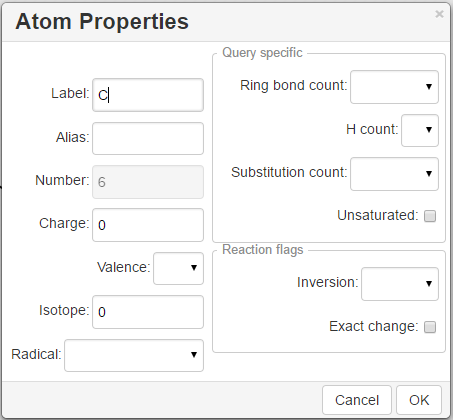 Atom Properties ×
Label: C
Alias:
Number: 6
Charge: 0
Valence:
Isotope: 0
Radical:
Query specific
Ring bond count:
H count:
Substitution count:
Unsaturated:
Reaction flags
Inversion:
Exact change:
Cancel OK